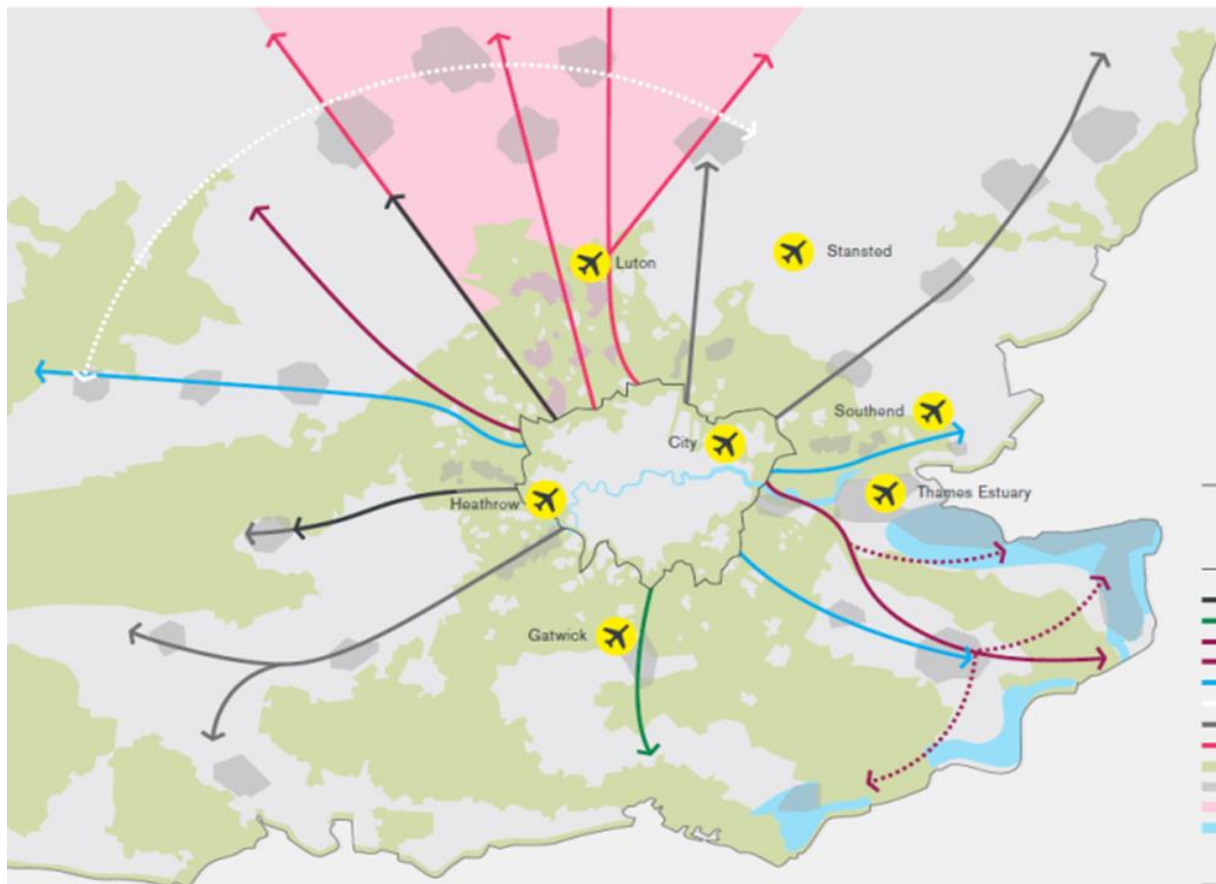 Luton
Stansted
Southend
City
Thames Estuary
Heathrow
Gatwick